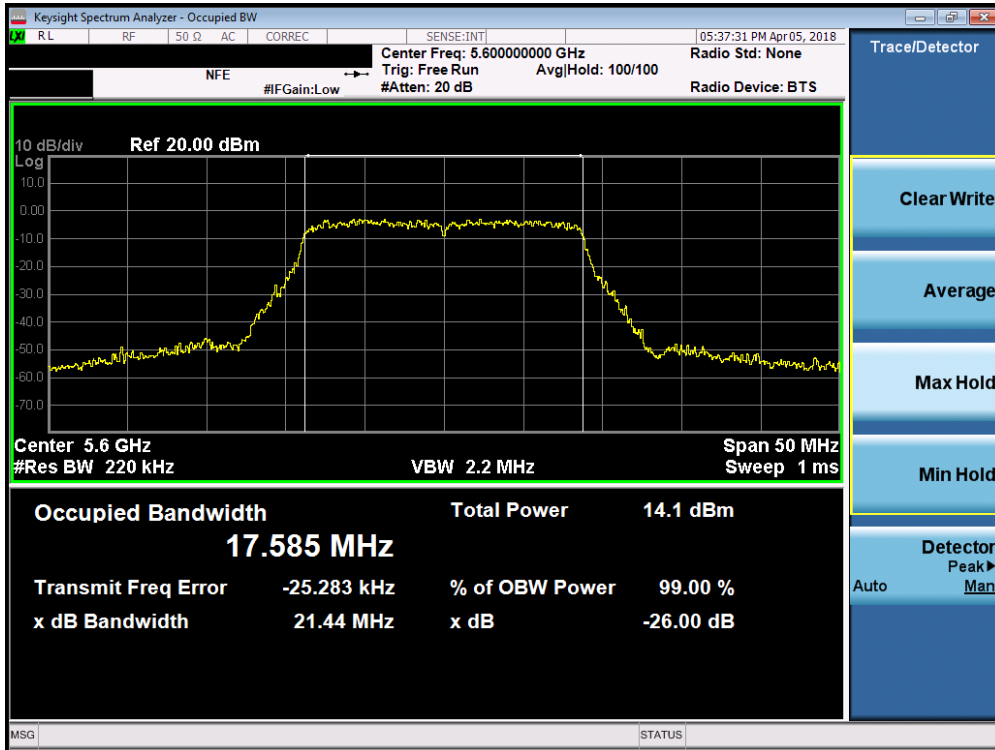 Keysight Spectrum Analyzer - Occupied BW
LXI RL RF 50 Ω AC CORREC SENSE:INT 05:37:31 PM Apr 05, 2018
Center Freq: 5.600000000 GHz Radio Std: None
NFE Trig: Free Run Avg|Hold: 100/100
#IFGain:Low #Atten: 20 dB Radio Device: BTS
10 dB/div Ref 20.00 dBm
Log
10.0
0.00
-10.0
-20.0
-30.0
-40.0
-50.0
-60.0
-70.0
Center 5.6 GHz Span 50 MHz
#Res BW 220 kHz VBW 2.2 MHz Sweep 1 ms
Occupied Bandwidth Total Power 14.1 dBm
17.585 MHz
Transmit Freq Error -25.283 kHz % of OBW Power 99.00 %
x dB Bandwidth 21.44 MHz x dB -26.00 dB
MSG STATUS
Trace/Detector
Clear Write
Average
Max Hold
Min Hold
Detector
Peak▶
Auto Man